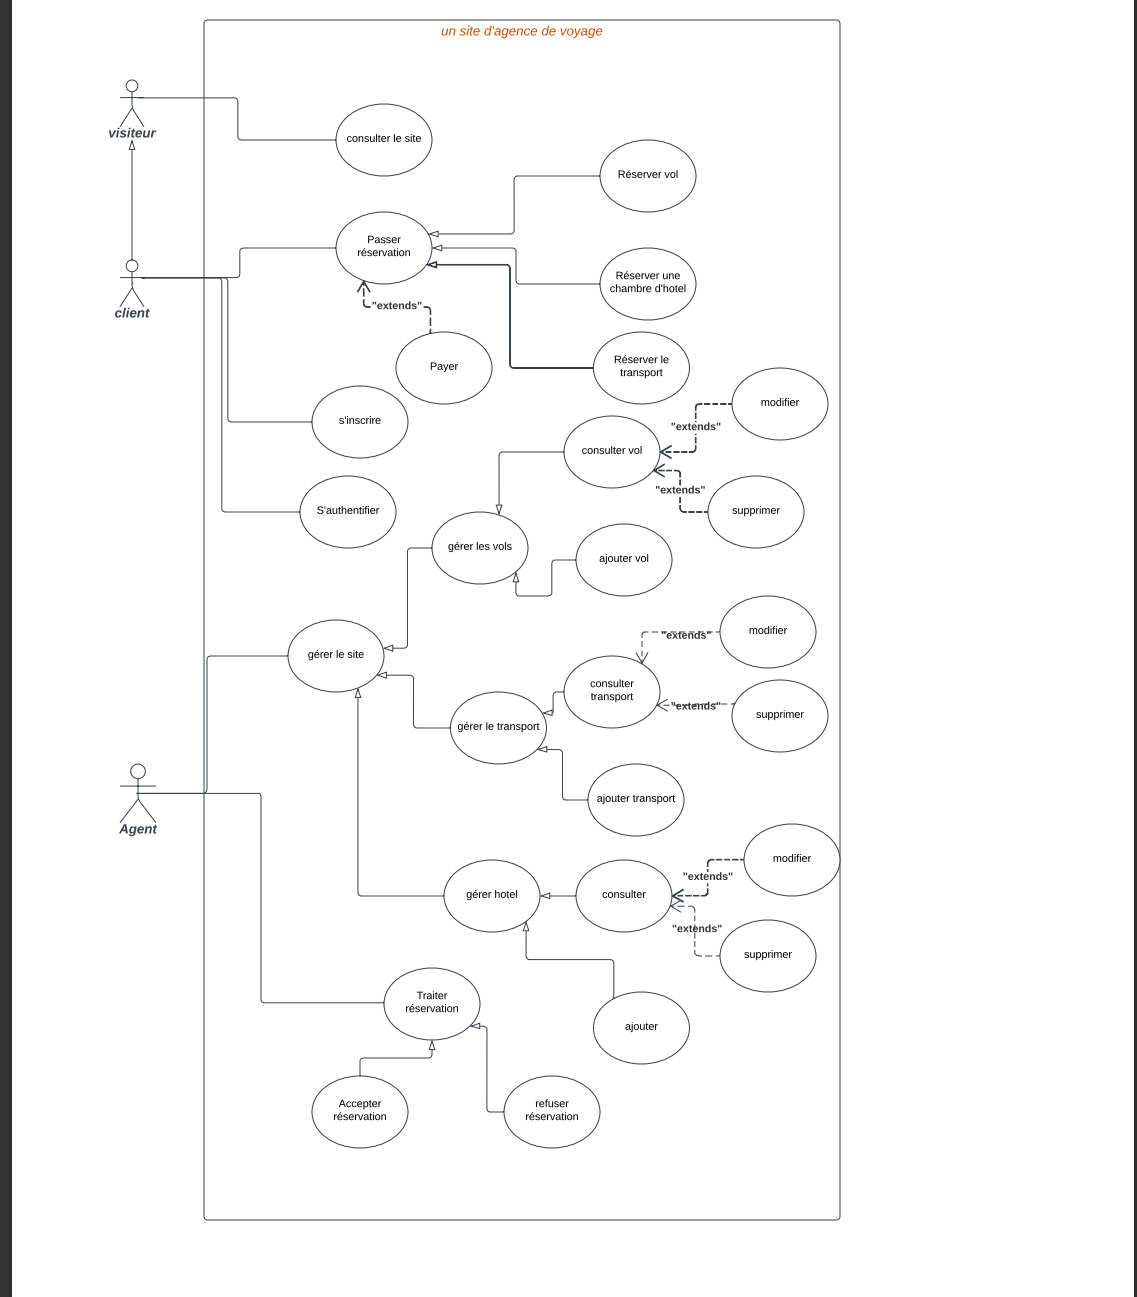 un site d'agence de voyage
visiteur
consulter le site
Réserver vol
Passer
réservation
client
Réserver une
chambre d'hotel
"extends"
Payer
Réserver le
transport
s'inscrire
modifier
"extends"
consulter vol
"extends"
S'authentifier
supprimer
gérer les vols
ajouter vol
modifier
"extends"
gérer le site
consulter
transport
"extends"
supprimer
gérer le transport
ajouter transport
Agent
modifier
"extends"
gérer hotel
consulter
"extends"
supprimer
Traiter
réservation
ajouter
Accepter
réservation
refuser
réservation